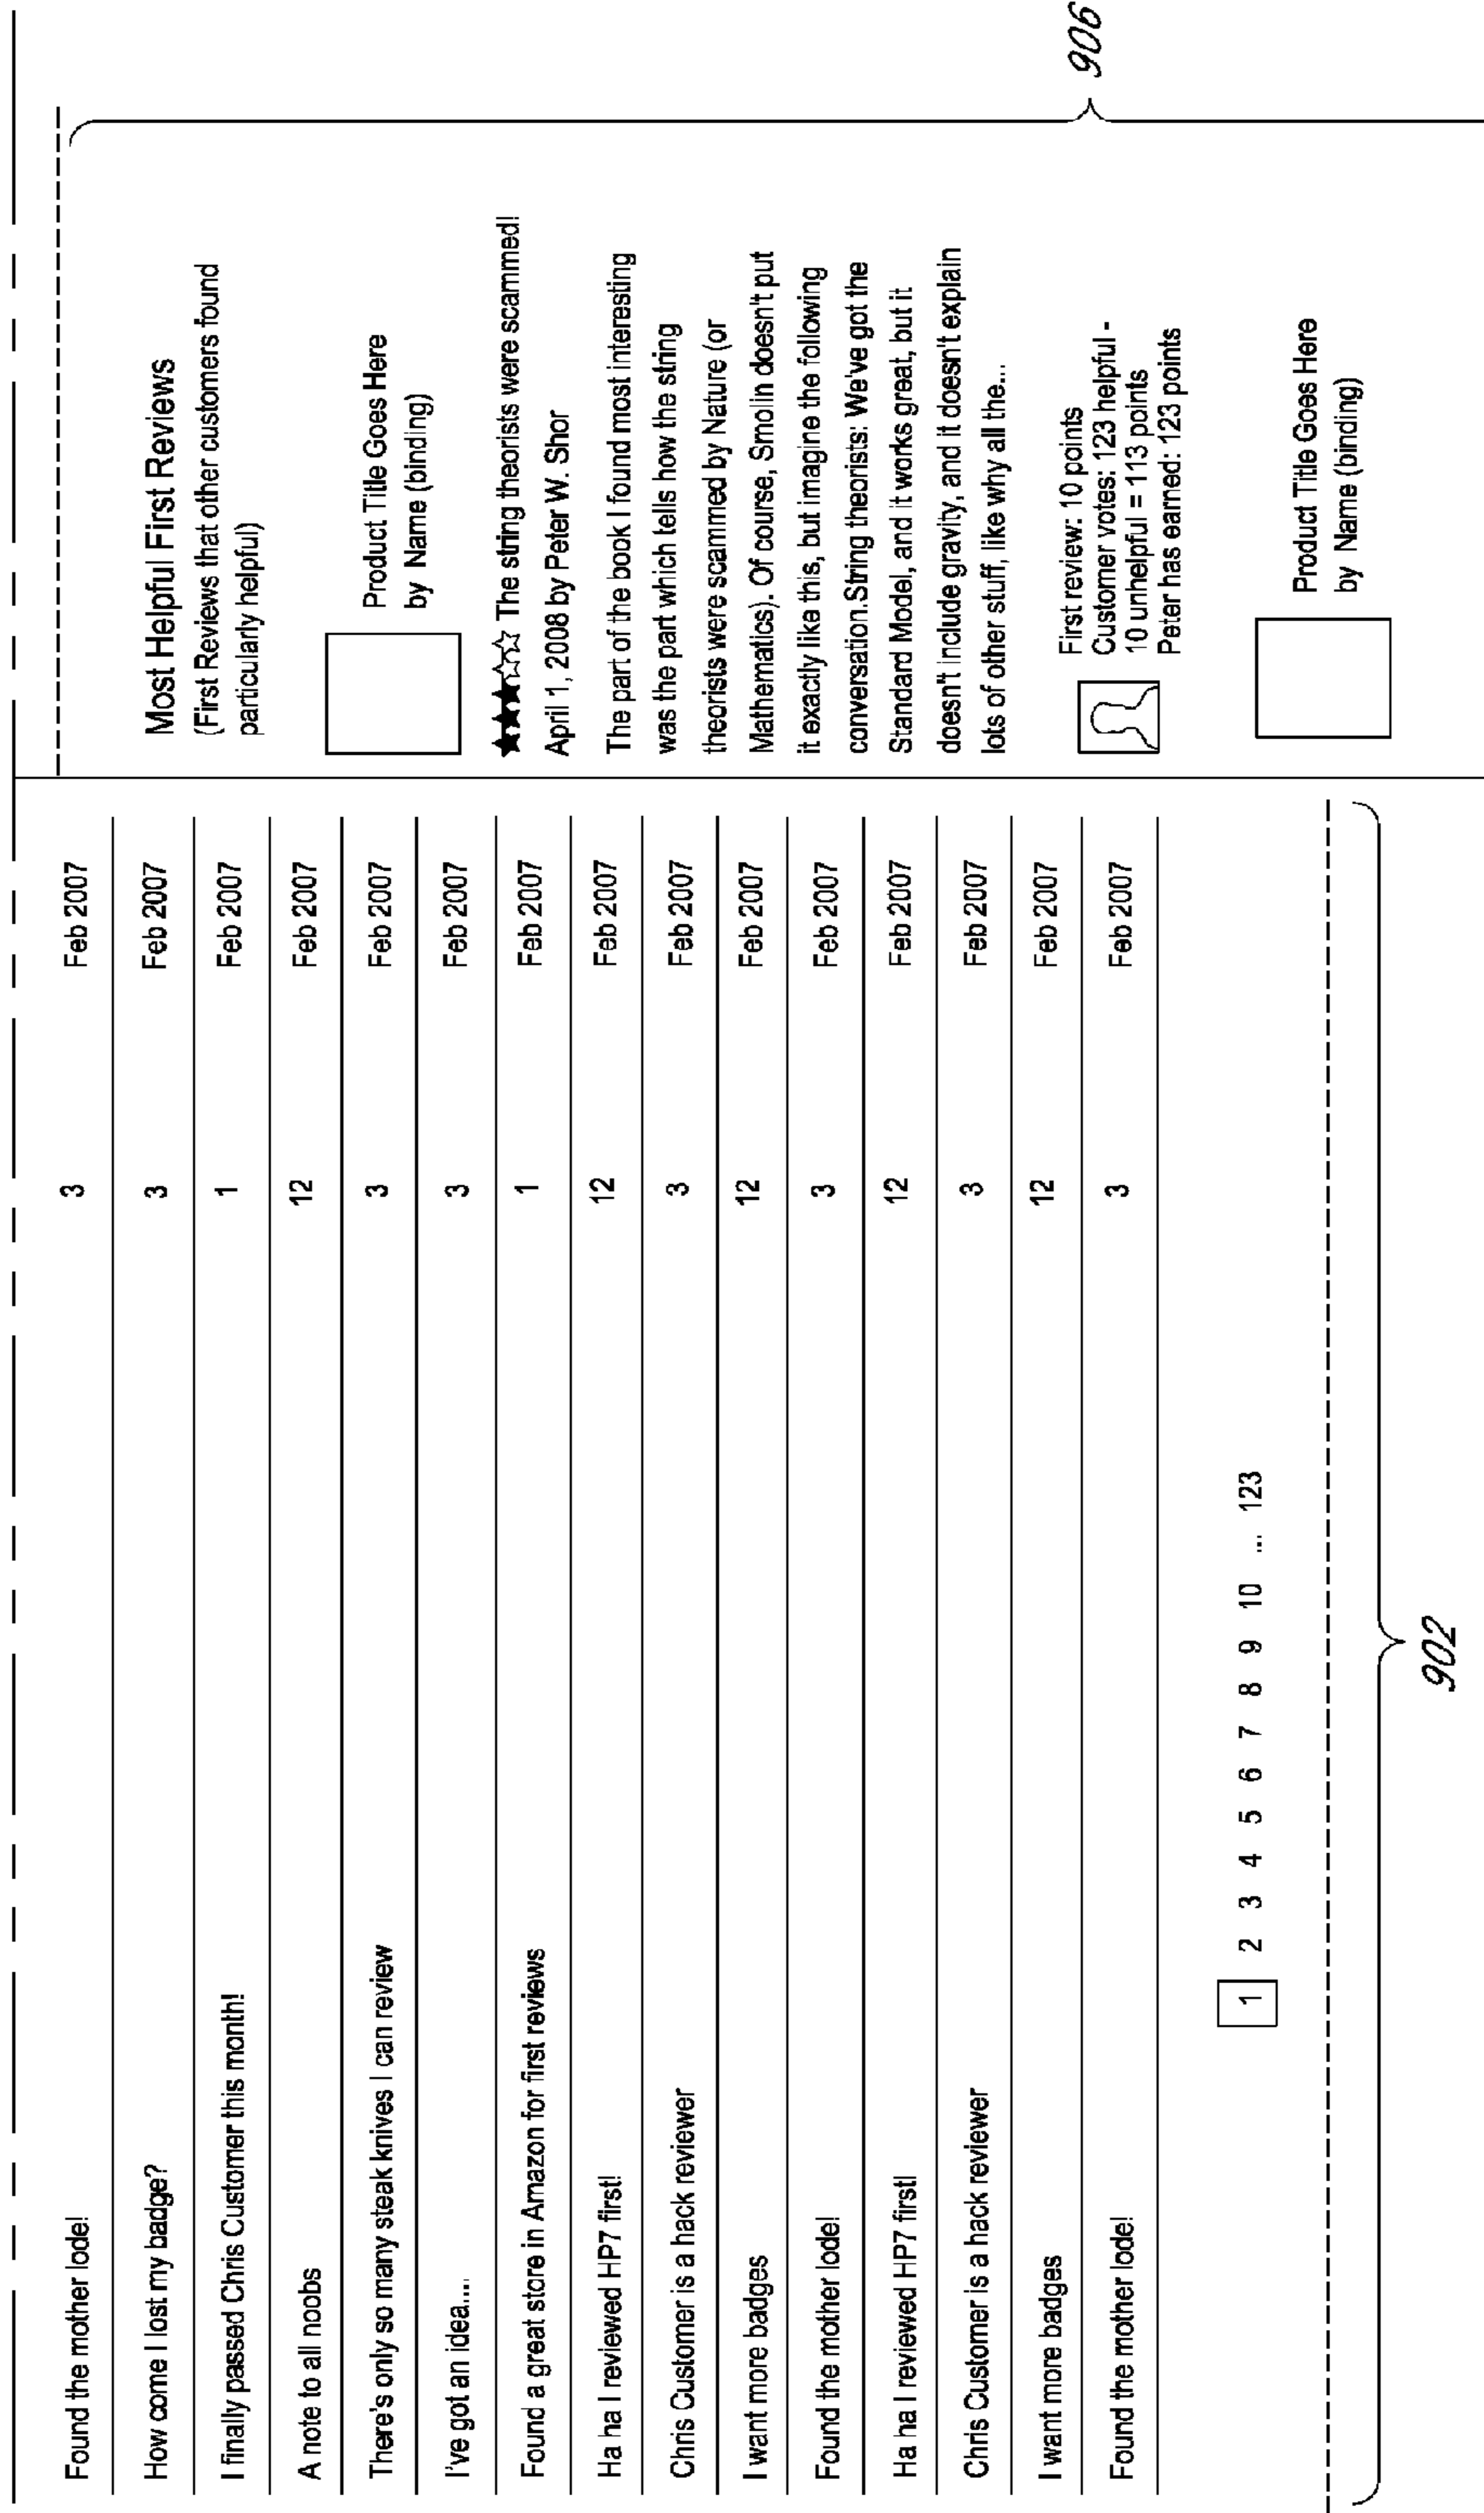 Found the mother lode! 3 Feb 2007
How come I lost my badge? 3 Feb 2007
I finally passed Chris Customer this month! 1 Feb 2007
A note to all noobs 12 Feb 2007
There's only so many steak knives I can review 3 Feb 2007
I've got an idea.... 3 Feb 2007
Found a great store in Amazon for first reviews 1 Feb 2007
Ha ha I reviewed HP7 first! 12 Feb 2007
Chris Customer is a hack reviewer 3 Feb 2007
I want more badges 12 Feb 2007
Found the mother lode! 3 Feb 2007
Ha ha I reviewed HP7 first! 12 Feb 2007
Chris Customer is a hack reviewer 3 Feb 2007
I want more badges 12 Feb 2007
Found the mother lode! 3 Feb 2007
1 2 3 4 5 6 7 8 9 10 ... 123
902
Most Helpful First Reviews
(First Reviews that other customers found
particularly helpful)
Product Title Goes Here
by Name (binding)
★★★☆☆ The string theorists were scammed!
April 1, 2008 by Peter W. Shor
The part of the book I found most interesting
was the part which tells how the string
theorists were scammed by Nature (or
Mathematics). Of course, Smolin doesn't put
it exactly like this, but imagine the following
conversation.String theorists: We've got the
Standard Model, and it works great, but it
doesn't include gravity, and it doesn't explain
lots of other stuff, like why all the...
First review: 10 points
Customer votes: 123 helpful -
10 unhelpful = 113 points
Peter has earned: 123 points
Product Title Goes Here
by Name (binding)
906